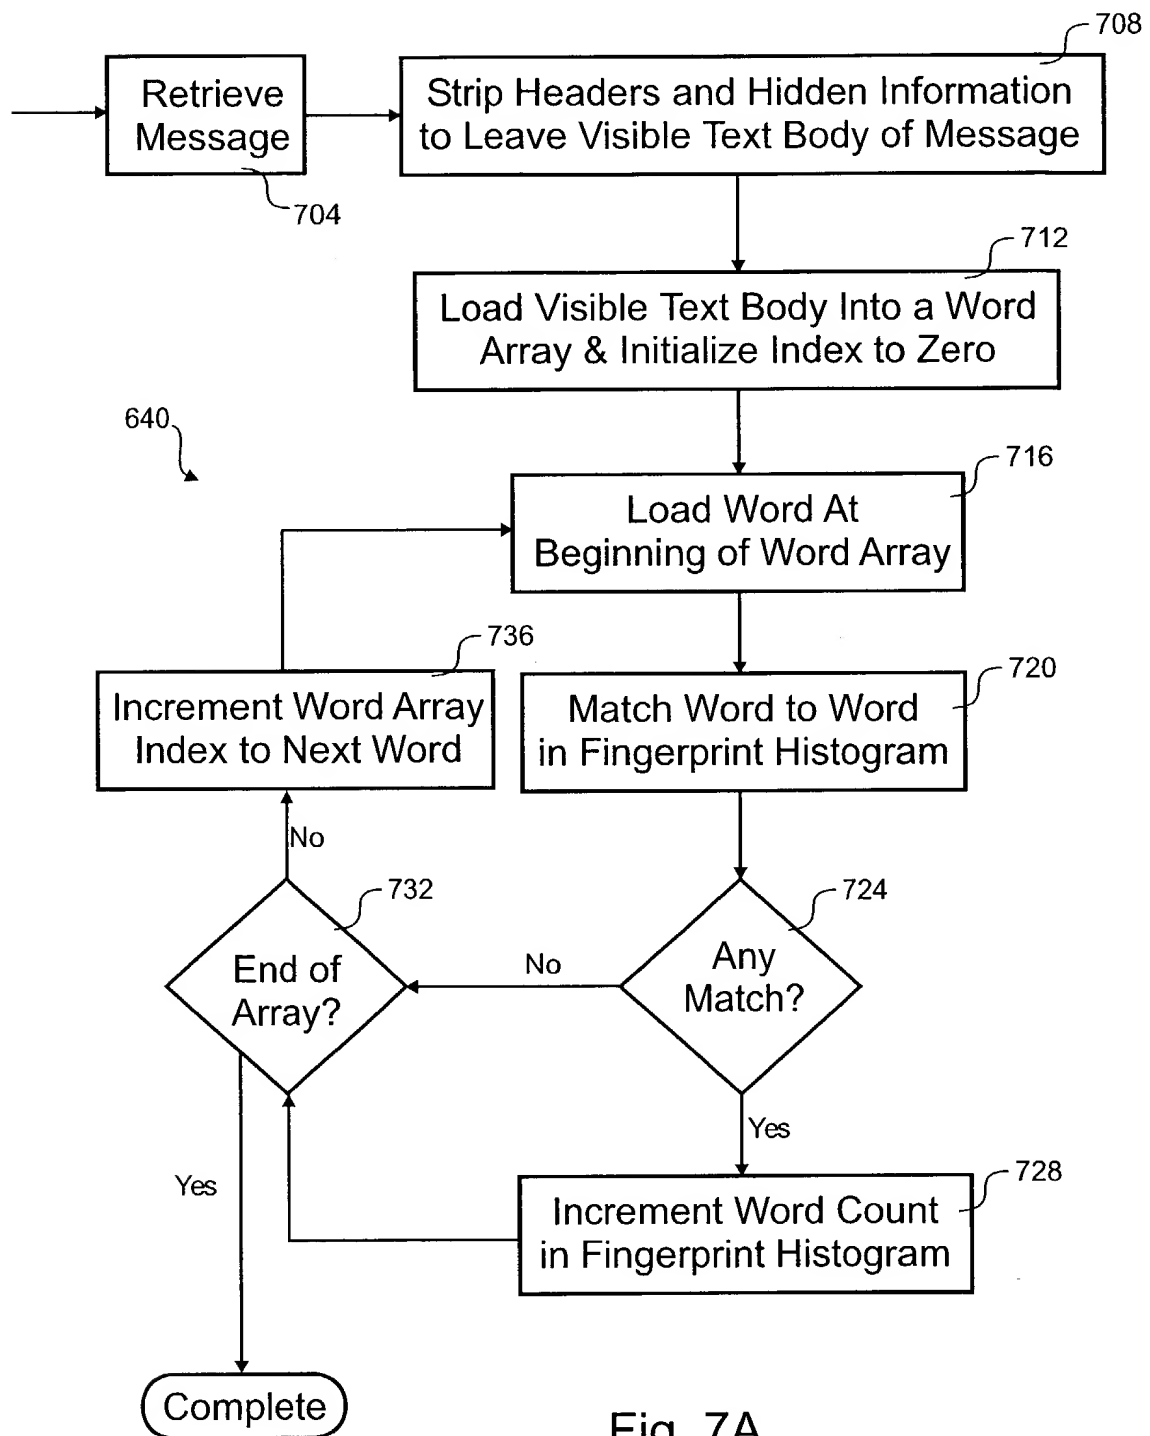 708
Retrieve
Message
704
Strip Headers and Hidden Information
to Leave Visible Text Body of Message
712
Load Visible Text Body Into a Word
Array & Initialize Index to Zero
640
716
Load Word At
Beginning of Word Array
736
Increment Word Array
Index to Next Word
720
Match Word to Word
in Fingerprint Histogram
No
732
End of
Array?
No
724
Any
Match?
Yes
Yes
728
Increment Word Count
in Fingerprint Histogram
Complete
Fig. 7A